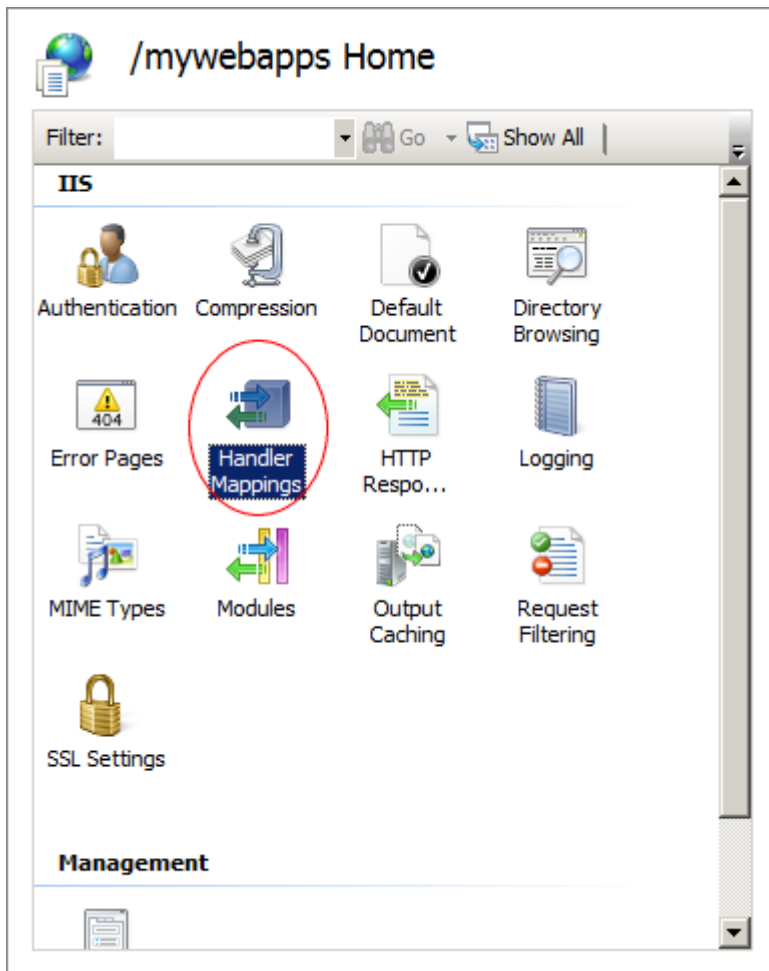 /mywebapps Home
Filter:
Go
Show All
IIS
Authentication
Compression
Default
Document
Directory
Browsing
404
Error Pages
Handler
Mappings
HTTP
Respo...
Logging
MIME Types
Modules
Output
Caching
Request
Filtering
SSL Settings
Management